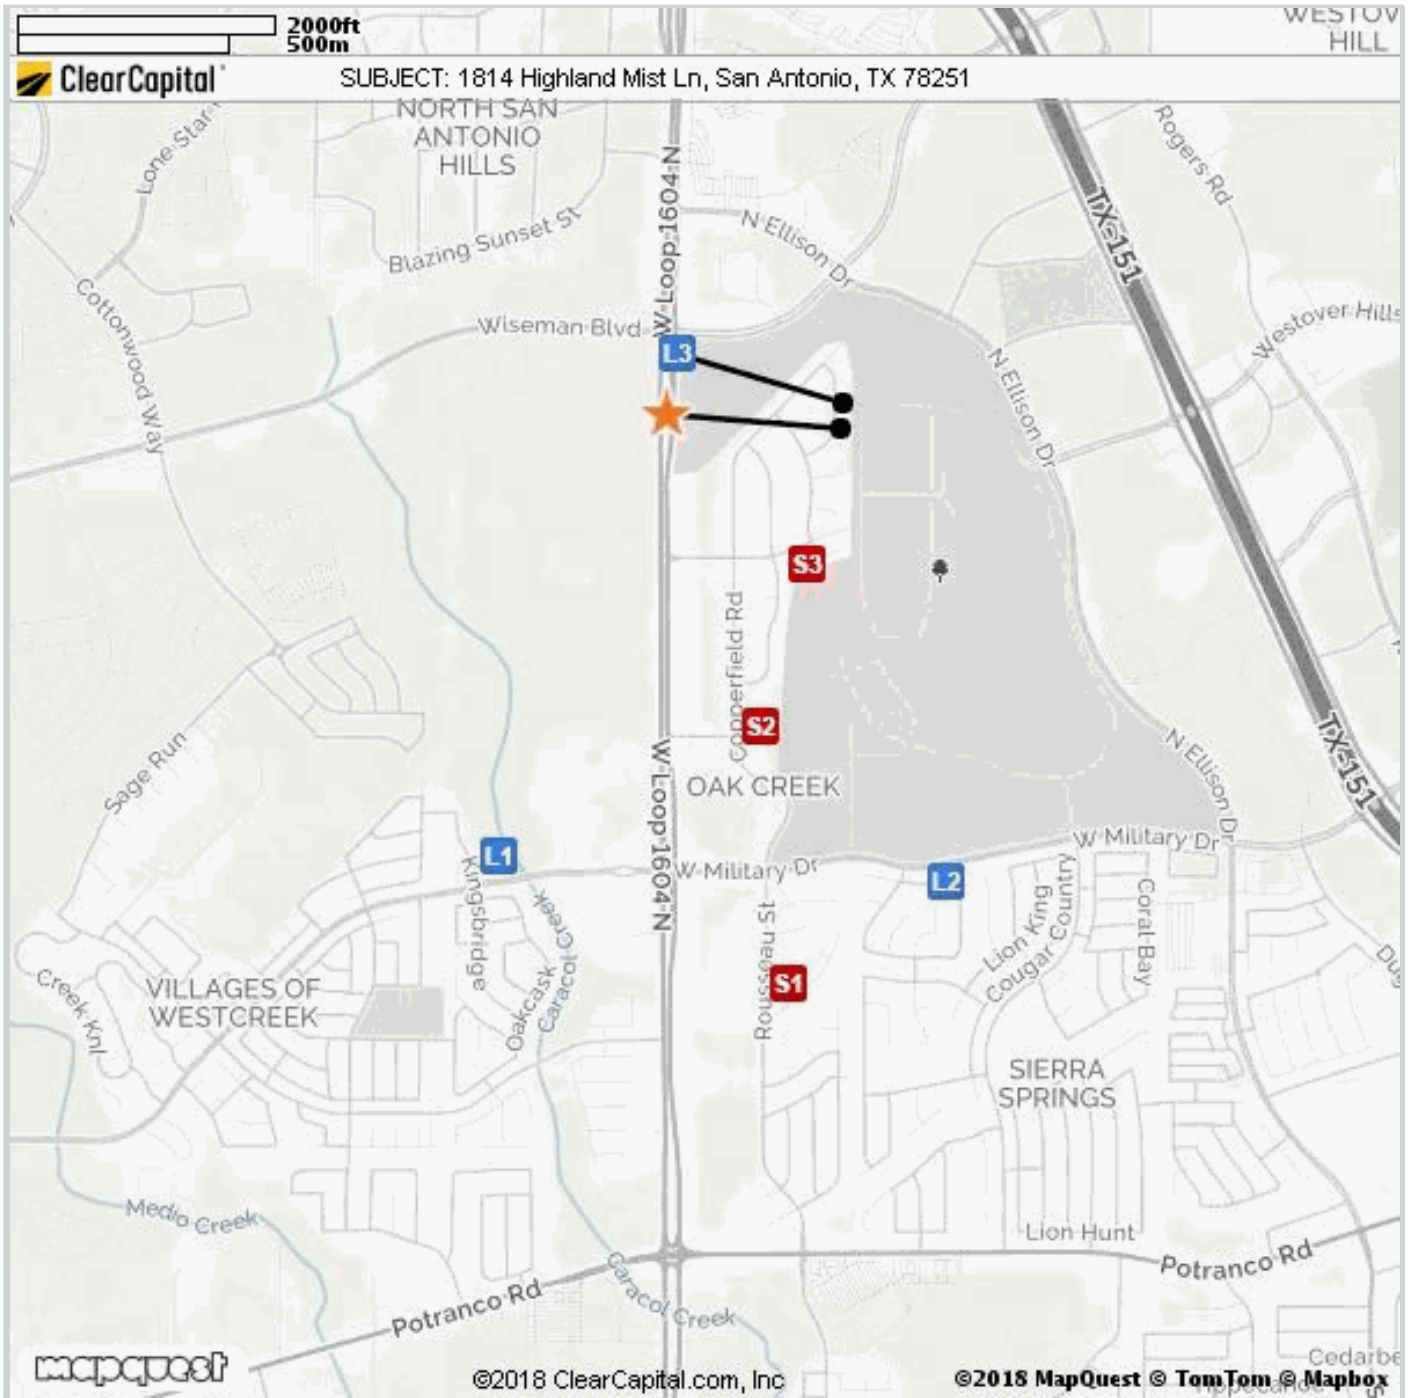 2000ft
500m
WESTOV
HILL
ClearCapital
SUBJECT: 1814 Highland Mist Ln, San Antonio, TX 78251
NORTH SAN
ANTONIO
HILLS
Lone Star
Rogers Rd
W Loop 1604 N
N Ellison Dr
TX-151
Blazing Sunset St
Cottonwood Way
Wiseman Blvd
Westover Hills
L3
N Ellison Dr
S3
Copperfield Rd
S2
Sage Run
W Loop 1604 N
OAK CREEK
N Ellison Dr
TX-151
L1
W Military Dr
W Military Dr
L2
Kingsbridge
Caracol Creek
Rousseau St
Lion King
Cougar Country
Coral Bay
Creek Knl
VILLAGES OF
WESTCREEK
Oakcask
S1
SIERRA
SPRINGS
Medio Creek
Lion Hunt
Potranco Rd
Potranco Rd
Caracol Creek
mapquest
©2018 ClearCapital.com, Inc
©2018 MapQuest © TomTom © Mapbox
Cedarbe